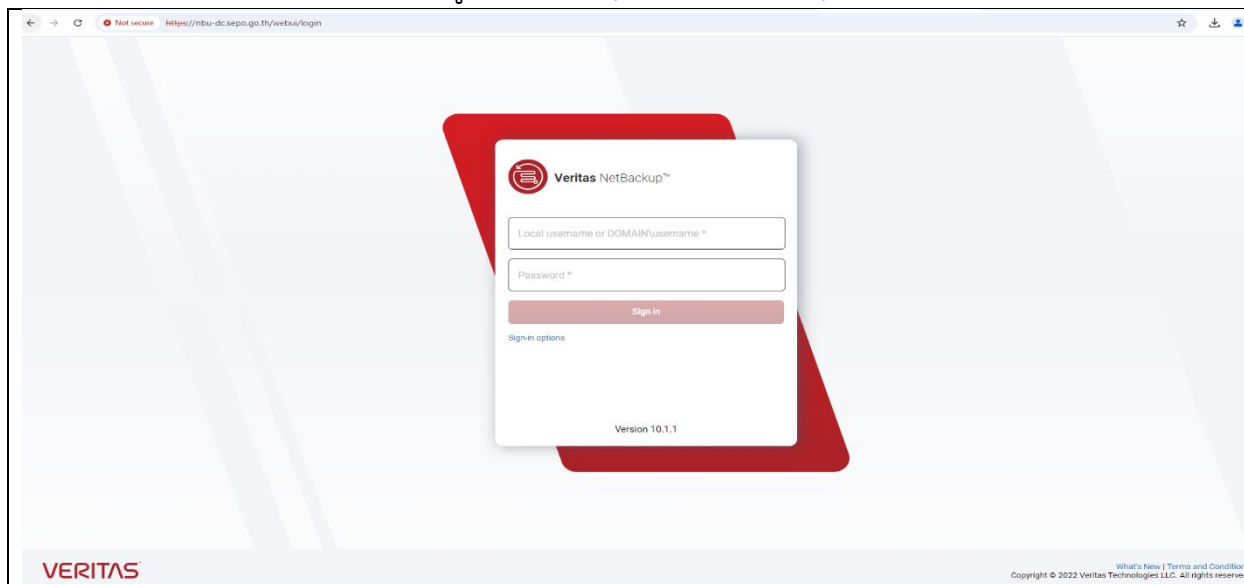 Not secure https://nbu-dc.sepo.go.th/webui/login
Veritas NetBackup™
Local username or DOMAIN\username *
Password *
Sign in
Sign-in options
Version 10.1.1
VERITAS
What's New | Terms and Condition
Copyright © 2022 Veritas Technologies LLC. All rights reserve